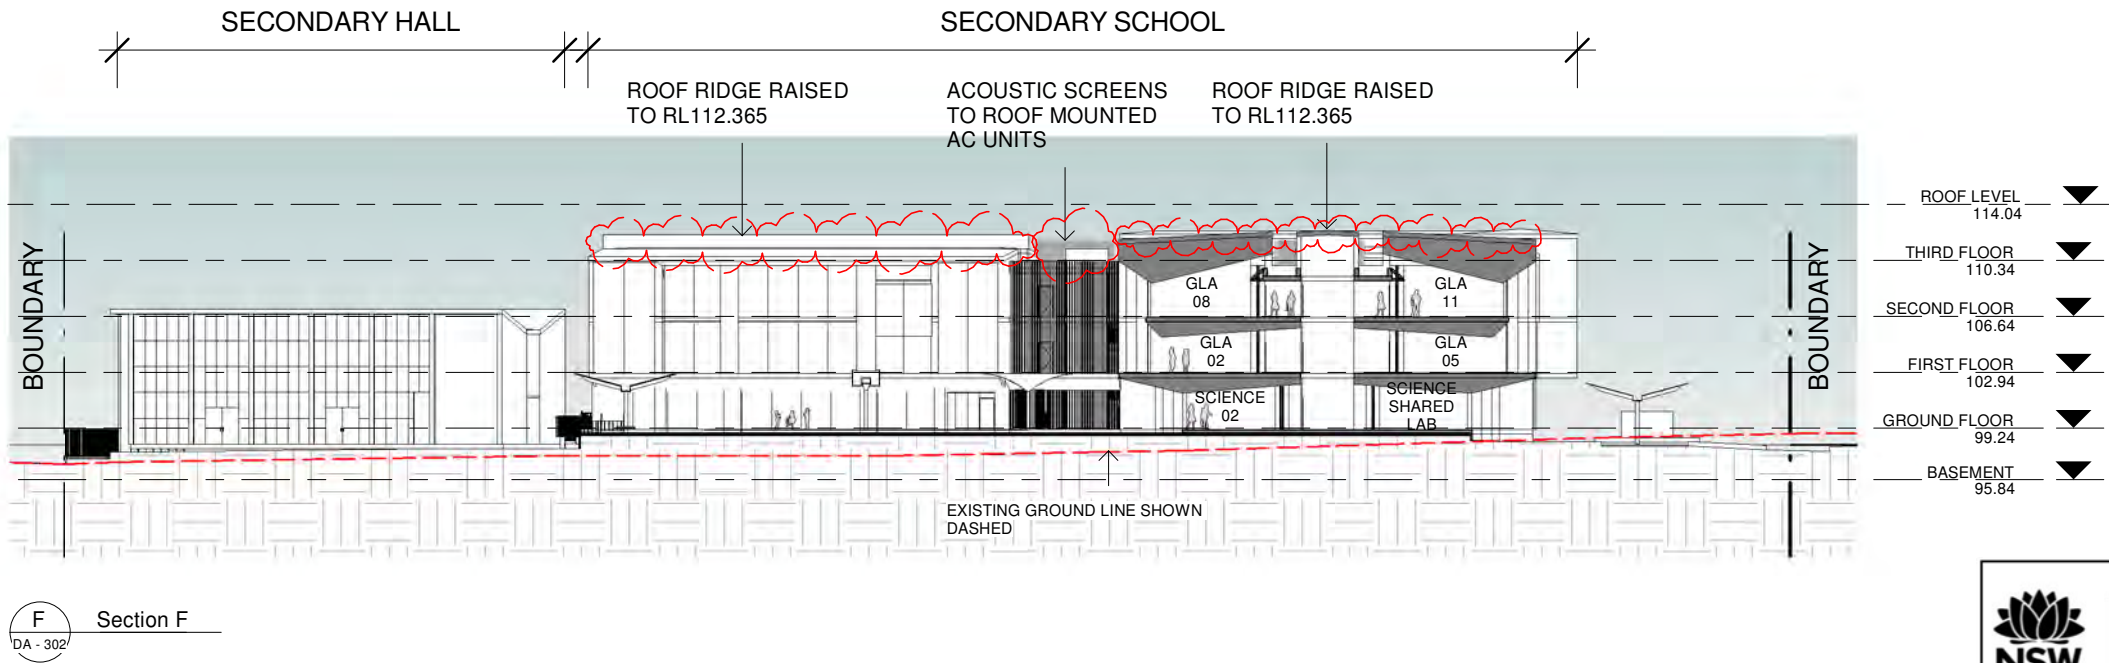 SECONDARY HALL
SECONDARY SCHOOL
ROOF RIDGE RAISED
TO RL112.365
ACOUSTIC SCREENS
TO ROOF MOUNTED
AC UNITS
ROOF RIDGE RAISED
TO RL112.365
BOUNDARY
BOUNDARY
ROOF LEVEL
114.04
THIRD FLOOR
110.34
SECOND FLOOR
106.64
FIRST FLOOR
102.94
GROUND FLOOR
99.24
BASEMENT
95.84
GLA
08
GLA
11
GLA
02
GLA
05
SCIENCE
02
SCIENCE
SHARED
LAB
EXISTING GROUND LINE SHOWN
DASHED
F
DA - 302
Section F
NSW